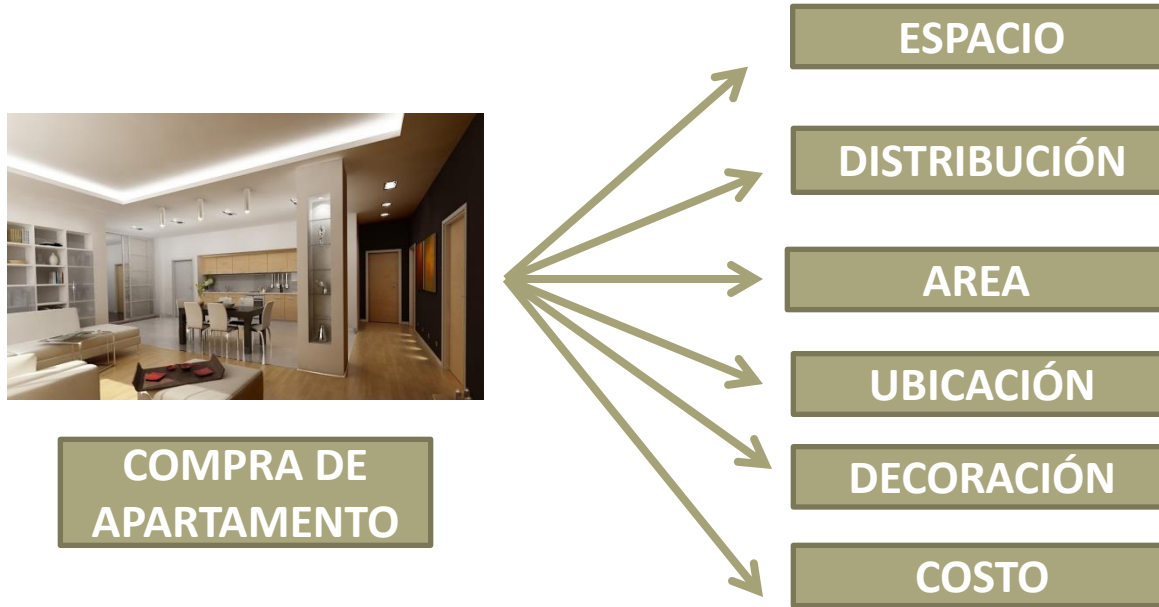 ESPACIO
DISTRIBUCIÓN
AREA
UBICACIÓN
DECORACIÓN
COSTO
COMPRA DE
APARTAMENTO